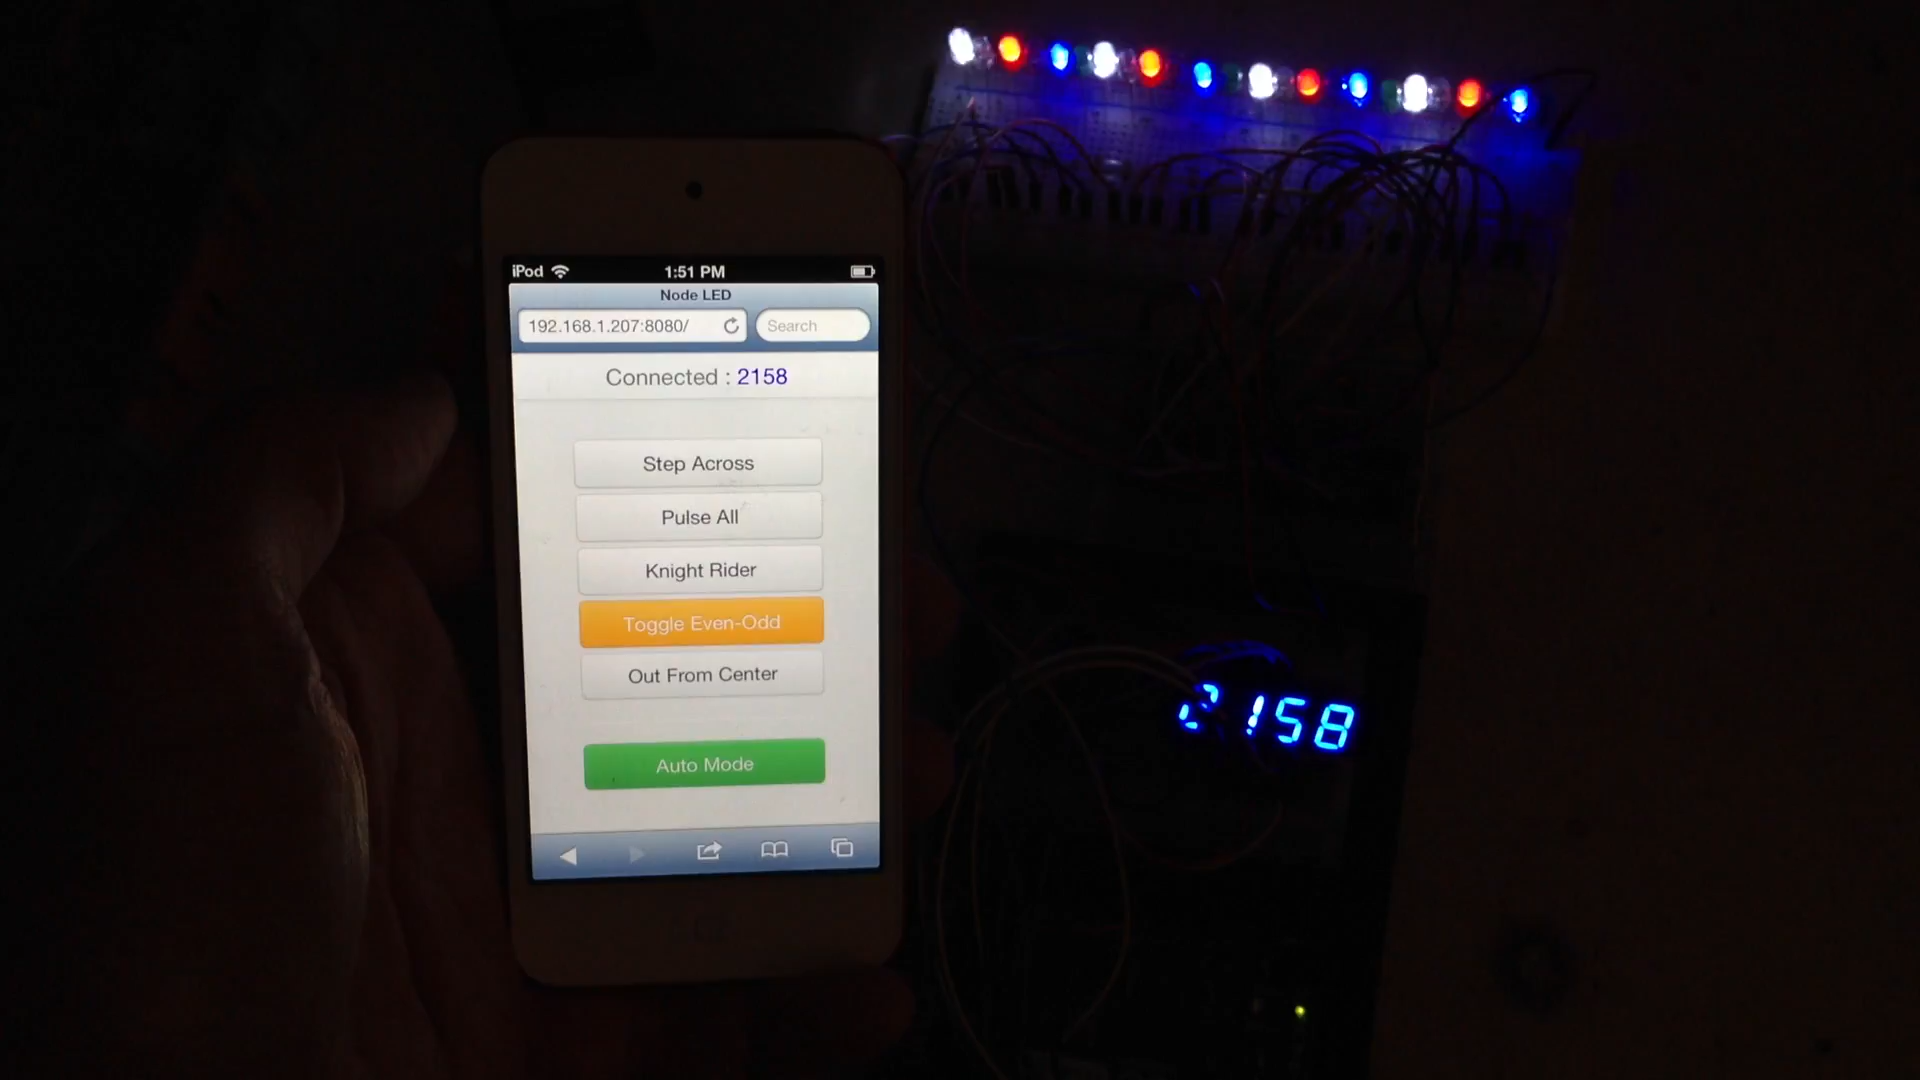 iPod 1:51 PM
Node LED
192.168.1.207:8080/ Search
Connected : 2158
Step Across
Pulse All
Knight Rider
Toggle Even-Odd
Out From Center
Auto Mode
2158